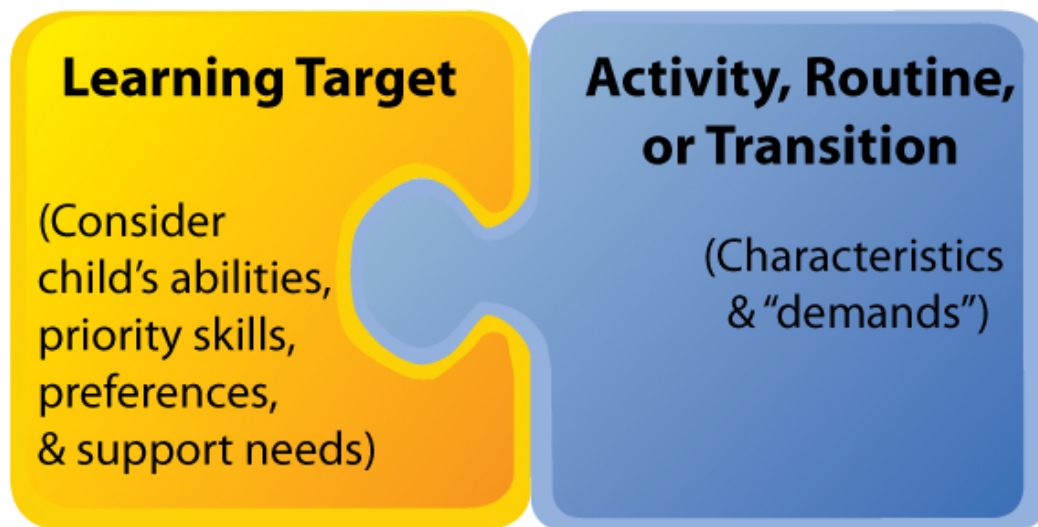 Learning Target
(Consider
child’s abilities,
priority skills,
preferences,
& support needs)
Activity, Routine,
or Transition
(Characteristics
& “demands”)